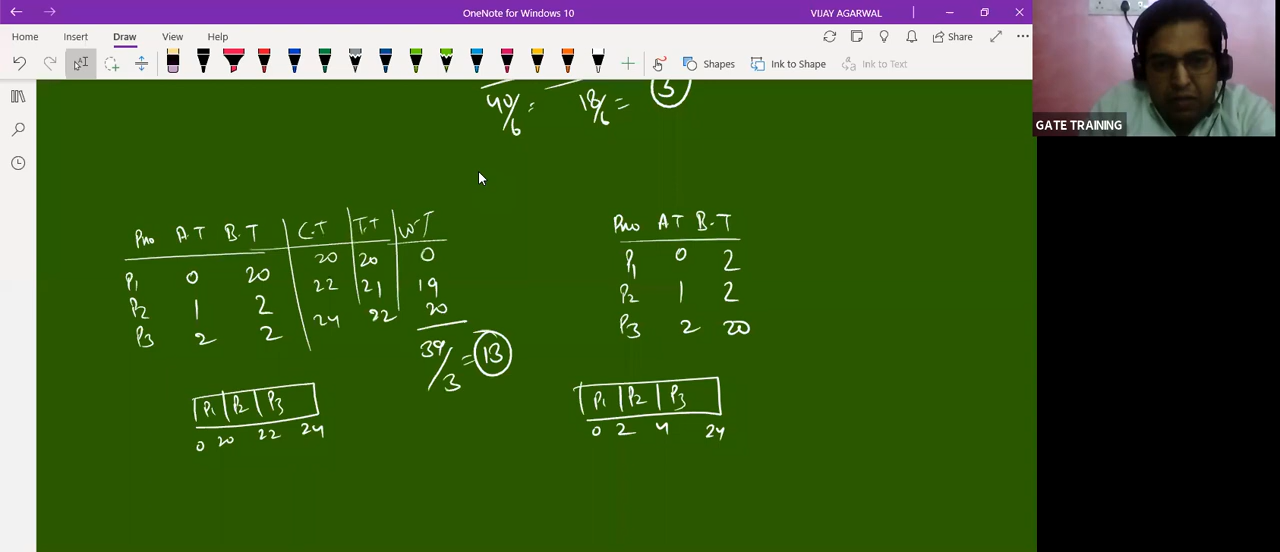 OneNote for Windows 10
VIJAY AGARWAL
Home Insert Draw View Help
Share
Shapes Ink to Shape Ink to Text
GATE TRAINING
40/6 = 18/6 = 3
Pno A.T B.T C.T T.T W.T
P1 0 20 20 20 0
P2 1 2 22 21 19
P3 2 2 24 22 20
39/3 = 13
P1 P2 P3
0 20 22 24
Pno AT B.T
P1 0 2
P2 1 2
P3 2 20
P1 P2 P3
0 2 4 24